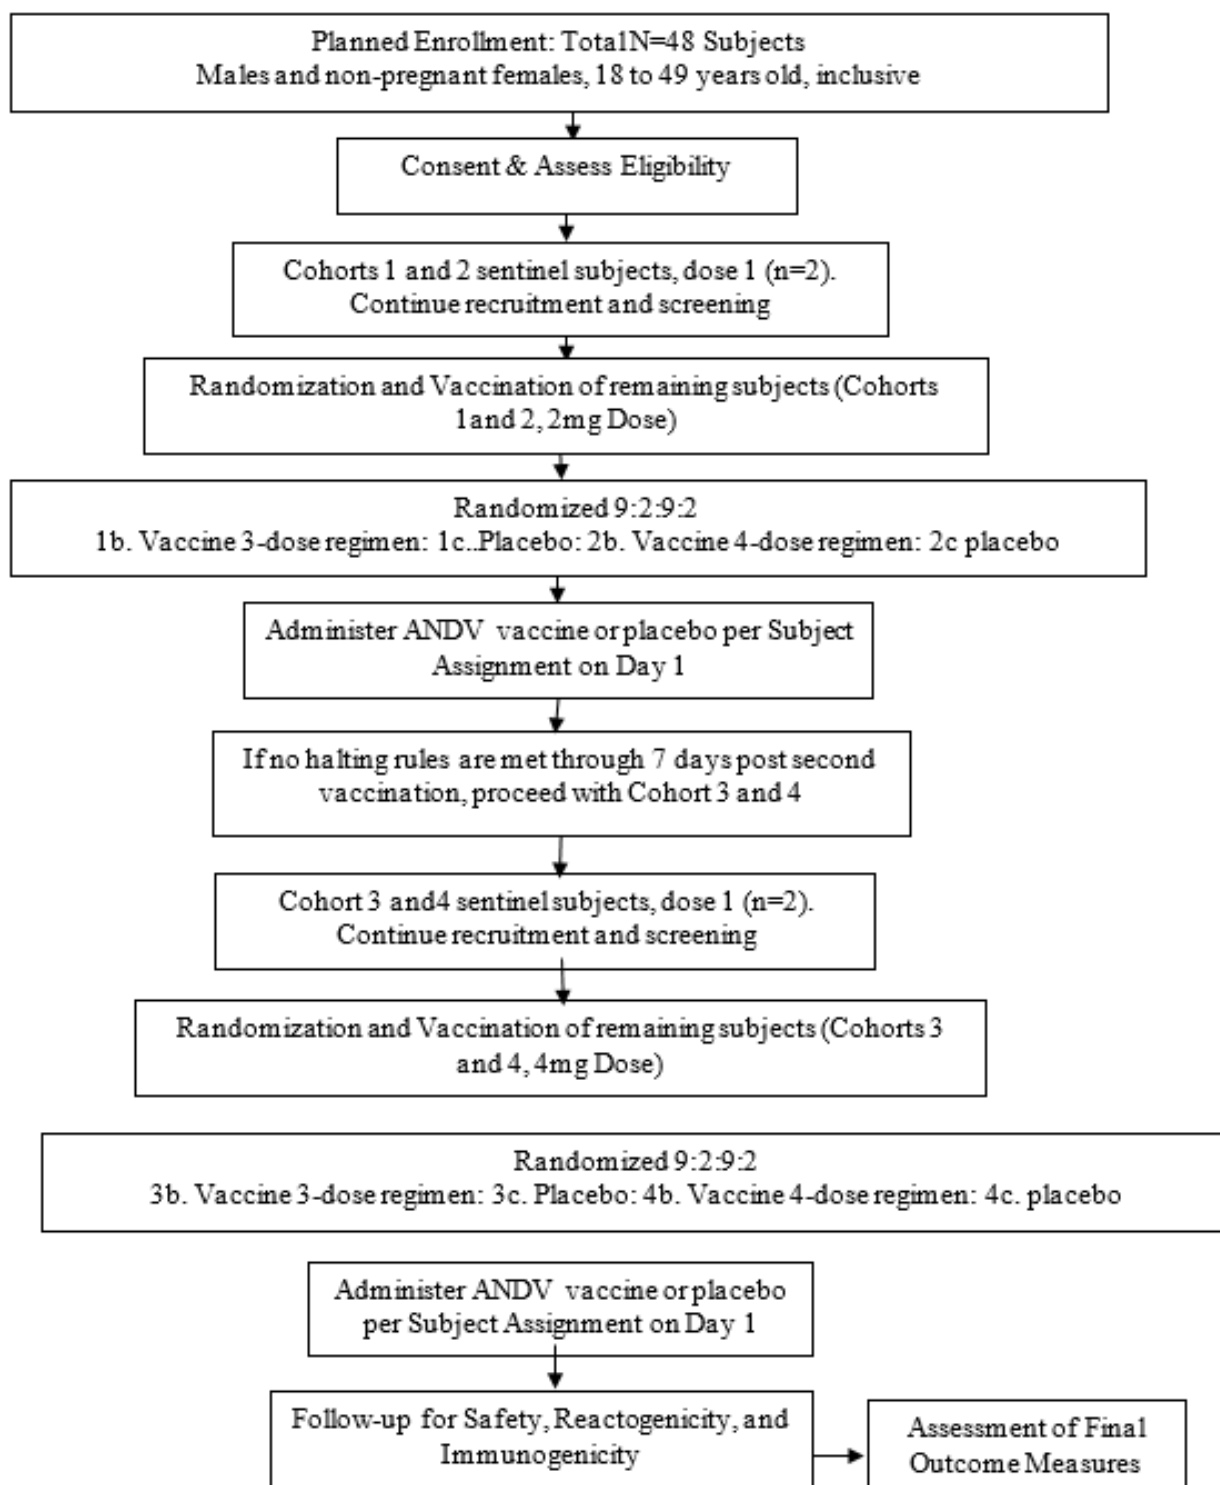 Planned Enrollment: Total N=48 Subjects
Males and non-pregnant females, 18 to 49 years old, inclusive
Consent & Assess Eligibility
Cohorts 1 and 2 sentinel subjects, dose 1 (n=2).
Continue recruitment and screening
Randomization and Vaccination of remaining subjects (Cohorts
1and 2, 2mg Dose)
Randomized 9:2:9:2
1b. Vaccine 3-dose regimen: 1c..Placebo: 2b. Vaccine 4-dose regimen: 2c placebo
Administer ANDV vaccine or placebo per Subject
Assignment on Day 1
If no halting rules are met through 7 days post second
vaccination, proceed with Cohort 3 and 4
Cohort 3 and4 sentinel subjects, dose 1 (n=2).
Continue recruitment and screening
Randomization and Vaccination of remaining subjects (Cohorts 3
and 4, 4mg Dose)
Randomized 9:2:9:2
3b. Vaccine 3-dose regimen: 3c. Placebo: 4b. Vaccine 4-dose regimen: 4c. placebo
Administer ANDV vaccine or placebo
per Subject Assignment on Day 1
Follow-up for Safety, Reactogenicity, and
Immunogenicity
Assessment of Final
Outcome Measures